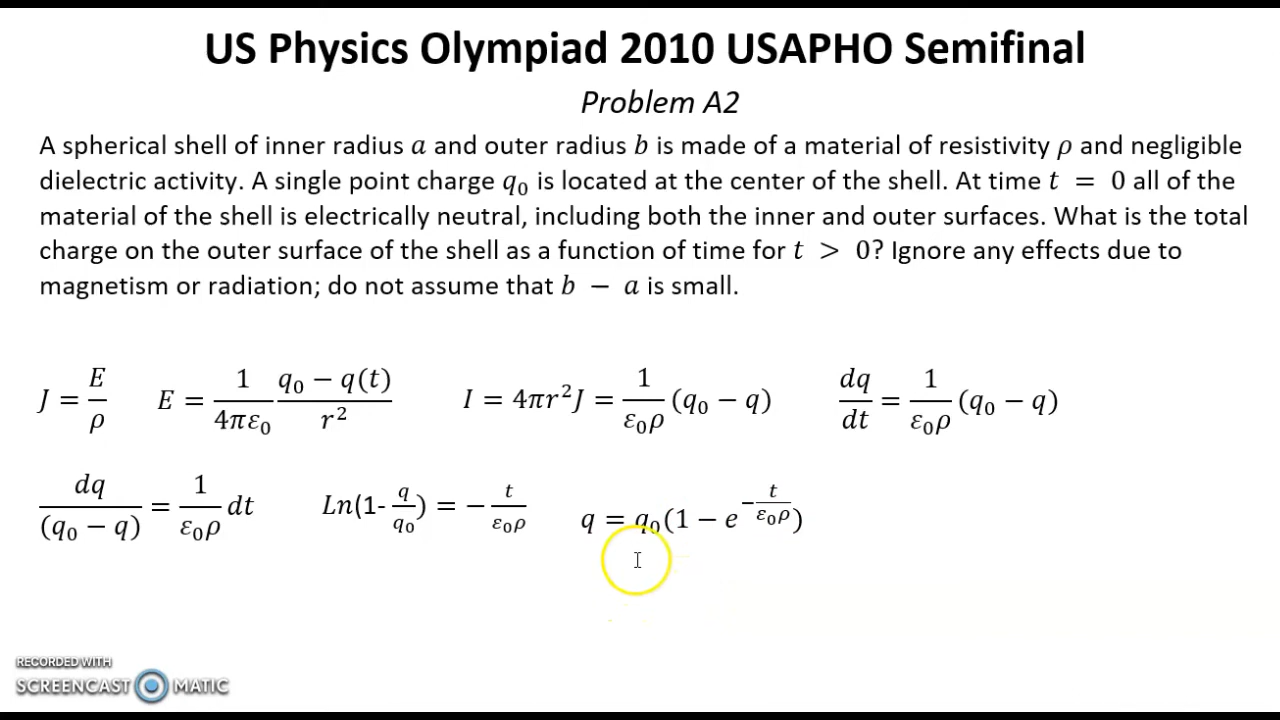 US Physics Olympiad 2010 USAPHO Semifinal
Problem A2
A spherical shell of inner radius a and outer radius b is made of a material of resistivity ρ and negligible
dielectric activity. A single point charge q₀ is located at the center of the shell. At time t = 0 all of the
material of the shell is electrically neutral, including both the inner and outer surfaces. What is the total
charge on the outer surface of the shell as a function of time for t > 0? Ignore any effects due to
magnetism or radiation; do not assume that b − a is small.
J = E/ρ   E = 1/(4πε₀) (q₀ − q(t))/r²   I = 4πr²J = 1/(ε₀ρ) (q₀ − q)   dq/dt = 1/(ε₀ρ) (q₀ − q)
dq/(q₀ − q) = 1/(ε₀ρ) dt   Ln(1- q/q₀) = − t/(ε₀ρ)   q = q₀(1 − e^(−t/(ε₀ρ)))
RECORDED WITH
SCREENCAST MATIC